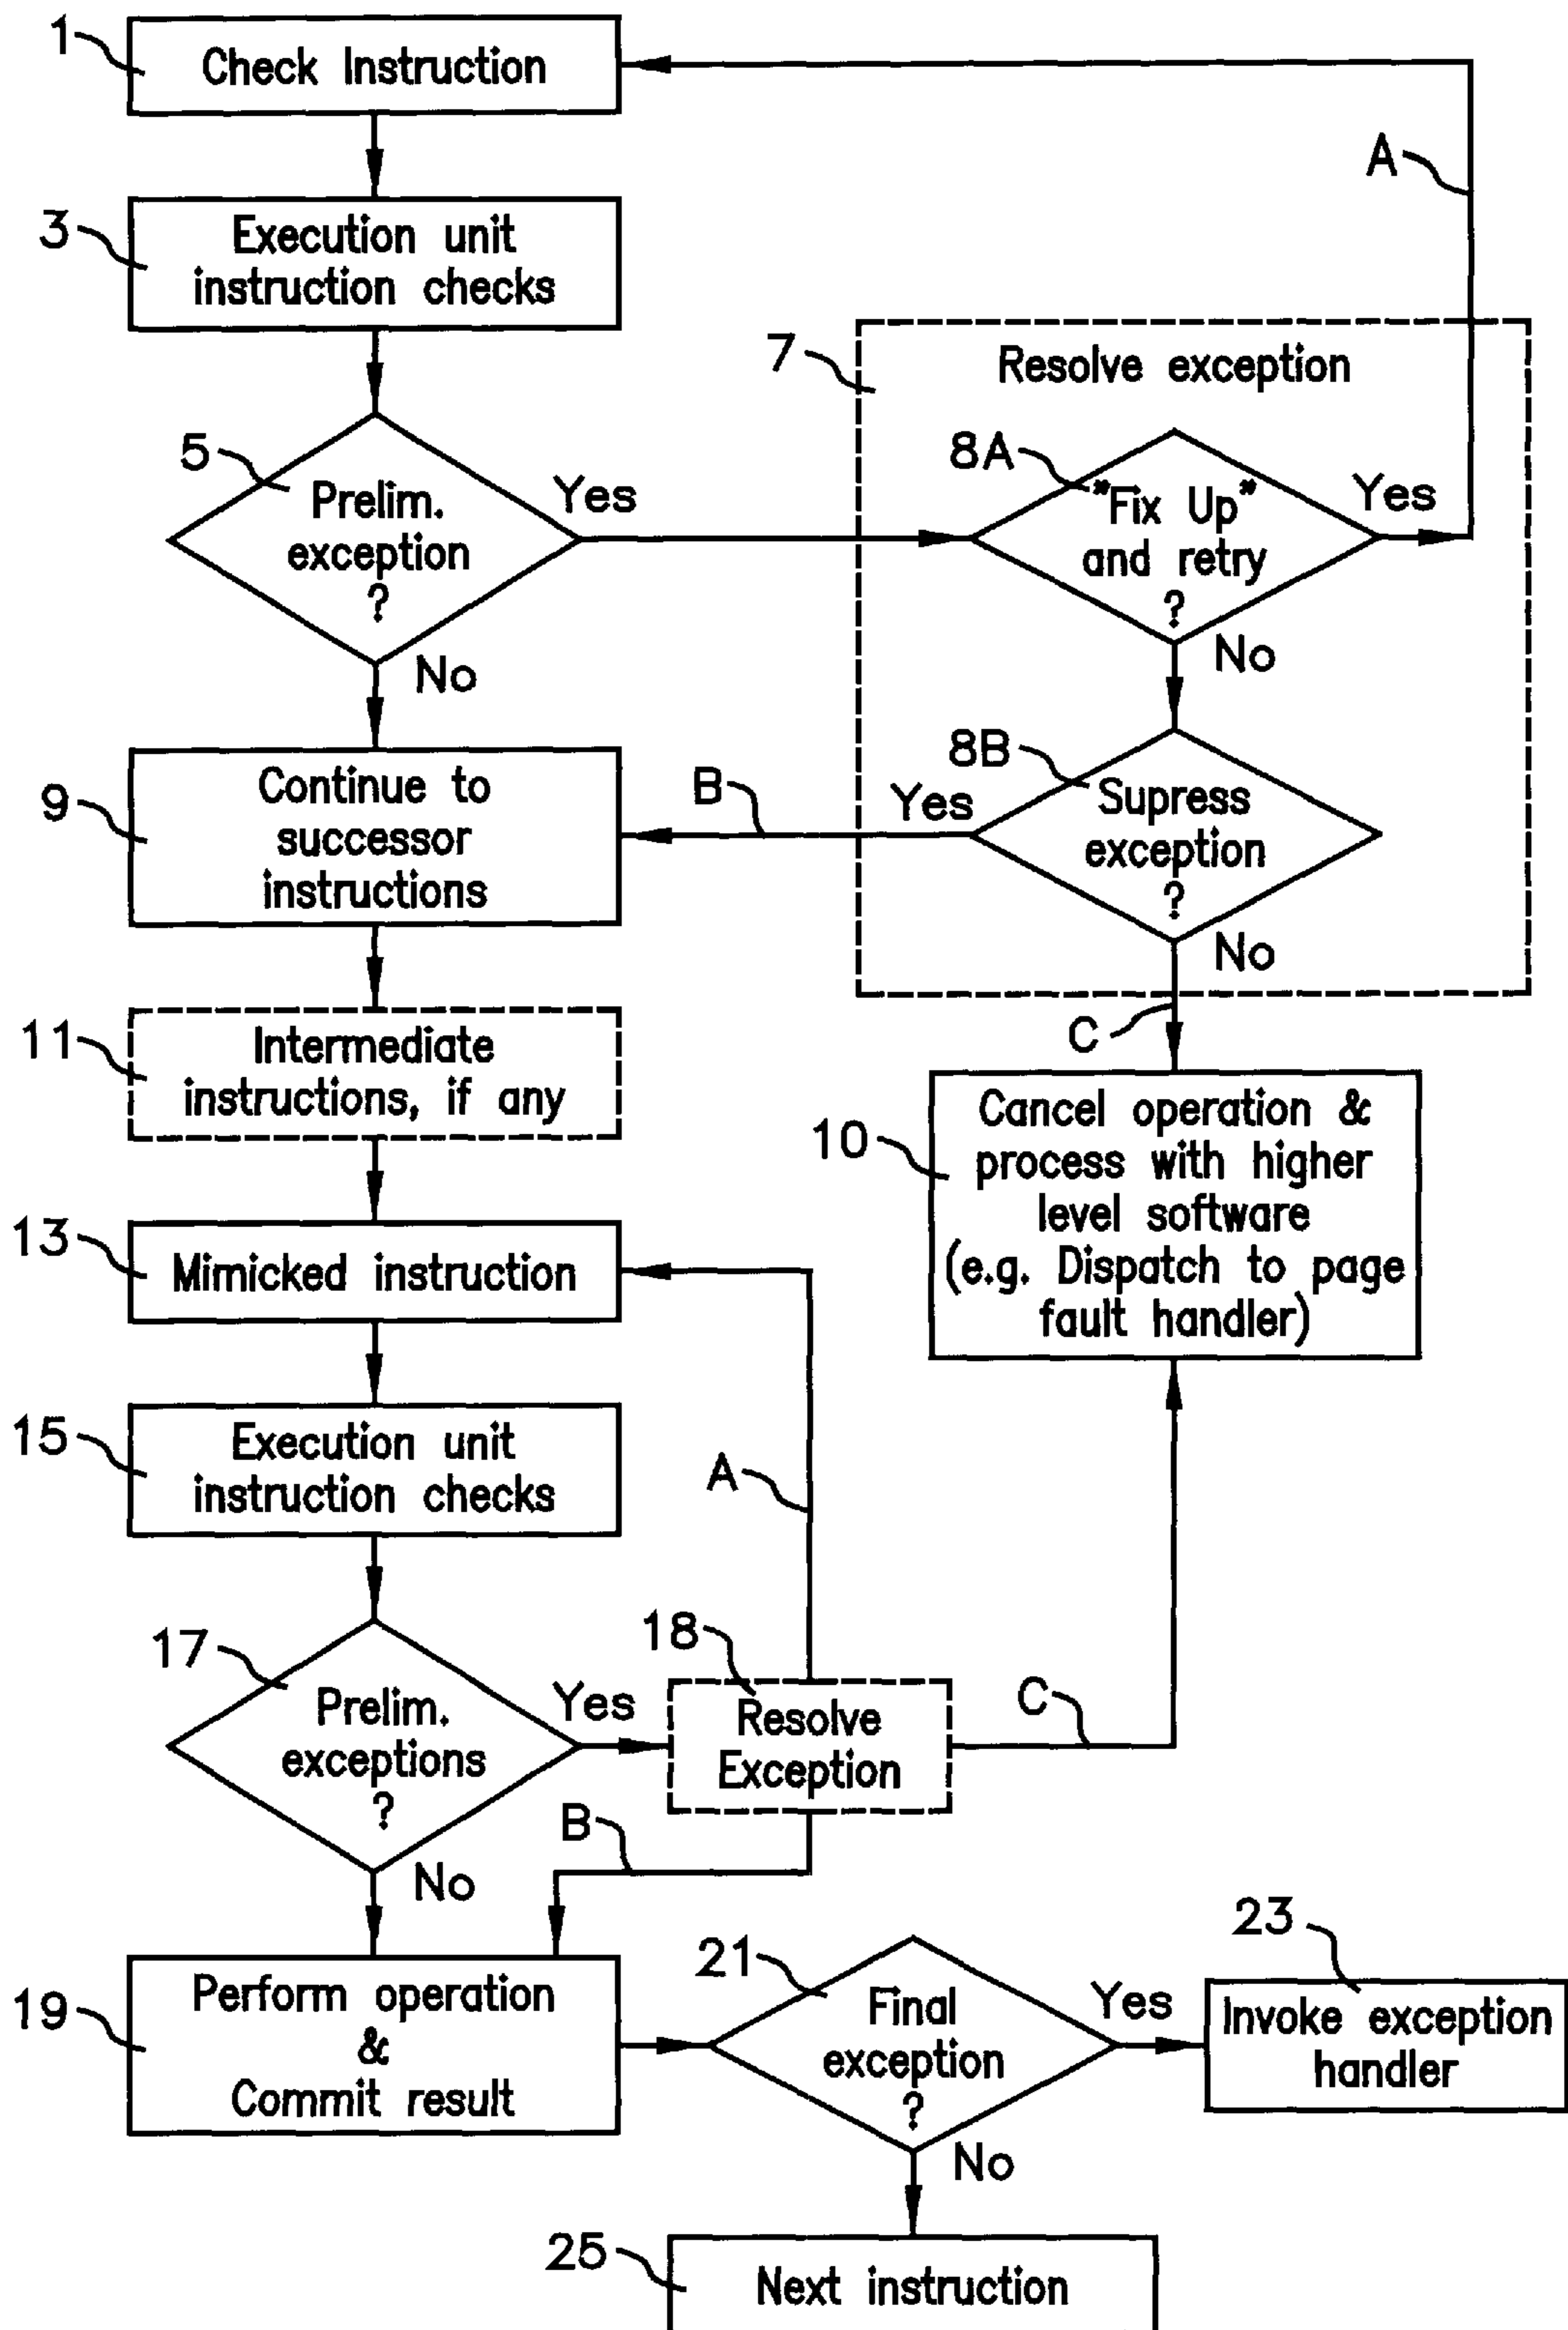 1
Check Instruction
A
3
Execution unit
instruction checks
7
Resolve exception
5
Prelim.
exception
?
Yes
No
8A
"Fix Up"
and retry
?
Yes
No
8B
Supress
exception
?
Yes
No
B
C
9
Continue to
successor
instructions
11
Intermediate
instructions, if any
10
Cancel operation &
process with higher
level software
(e.g. Dispatch to page
fault handler)
13
Mimicked instruction
A
15
Execution unit
instruction checks
17
Prelim.
exceptions
?
Yes
No
18
Resolve
Exception
C
B
19
Perform operation
&
Commit result
21
Final
exception
?
Yes
No
23
Invoke exception
handler
25
Next instruction